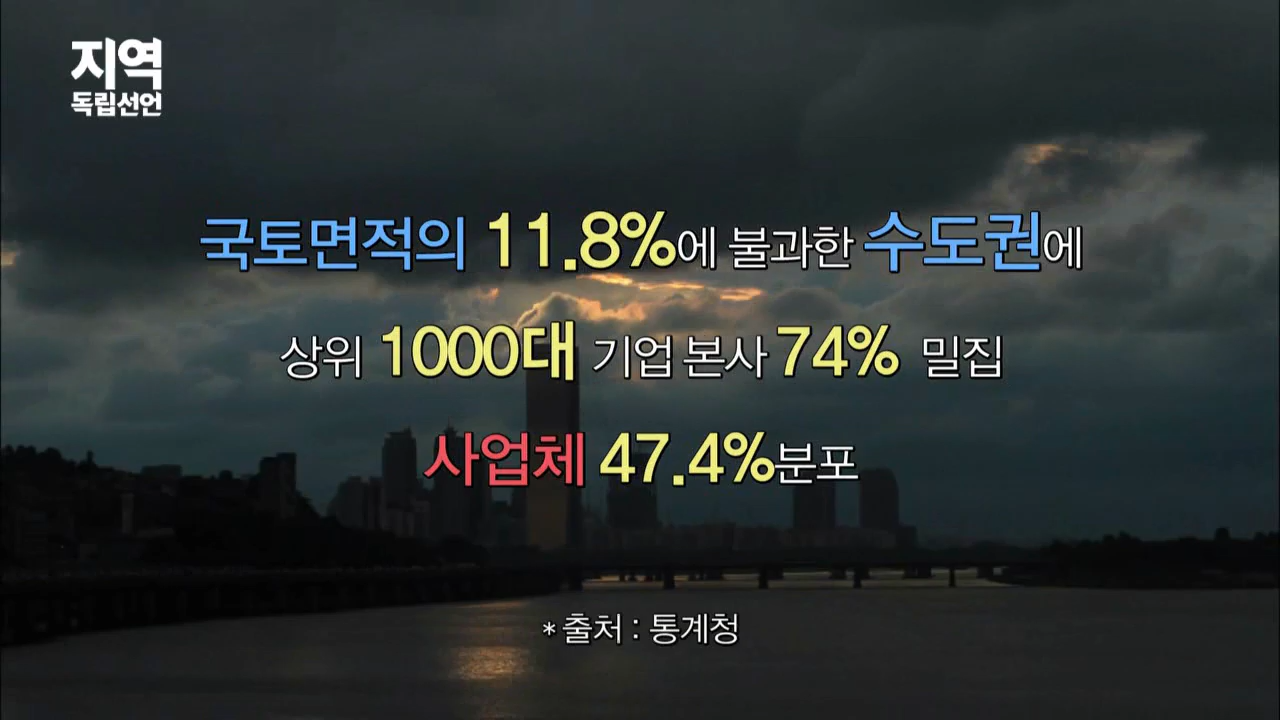 지역
독립선언
국토면적의 11.8%에 불과한 수도권에
상위 1000대 기업 본사 74% 밀집
사업체 47.4%분포
*출처 : 통계청